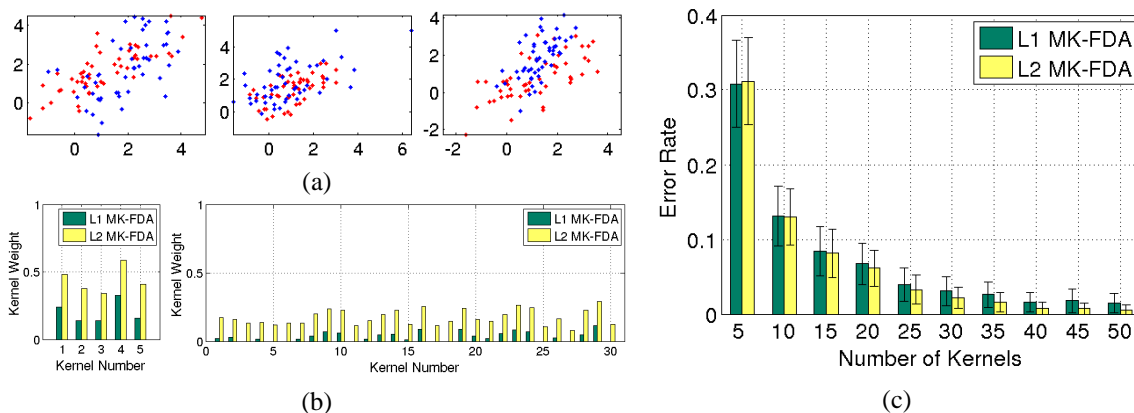 4
2
0
0 2 4
4
2
0
0 2 4 6
4
2
0
-2
-2 0 2 4
(a)
1
0.5
0
Kernel Weight
L1 MK-FDA
L2 MK-FDA
1 2 3 4 5
Kernel Number
1
0.5
0
Kernel Weight
L1 MK-FDA
L2 MK-FDA
0 5 10 15 20 25 30
Kernel Number
(b)
0.4
0.3
0.2
0.1
0
Error Rate
L1 MK-FDA
L2 MK-FDA
5 10 15 20 25 30 35 40 45 50
Number of Kernels
(c)